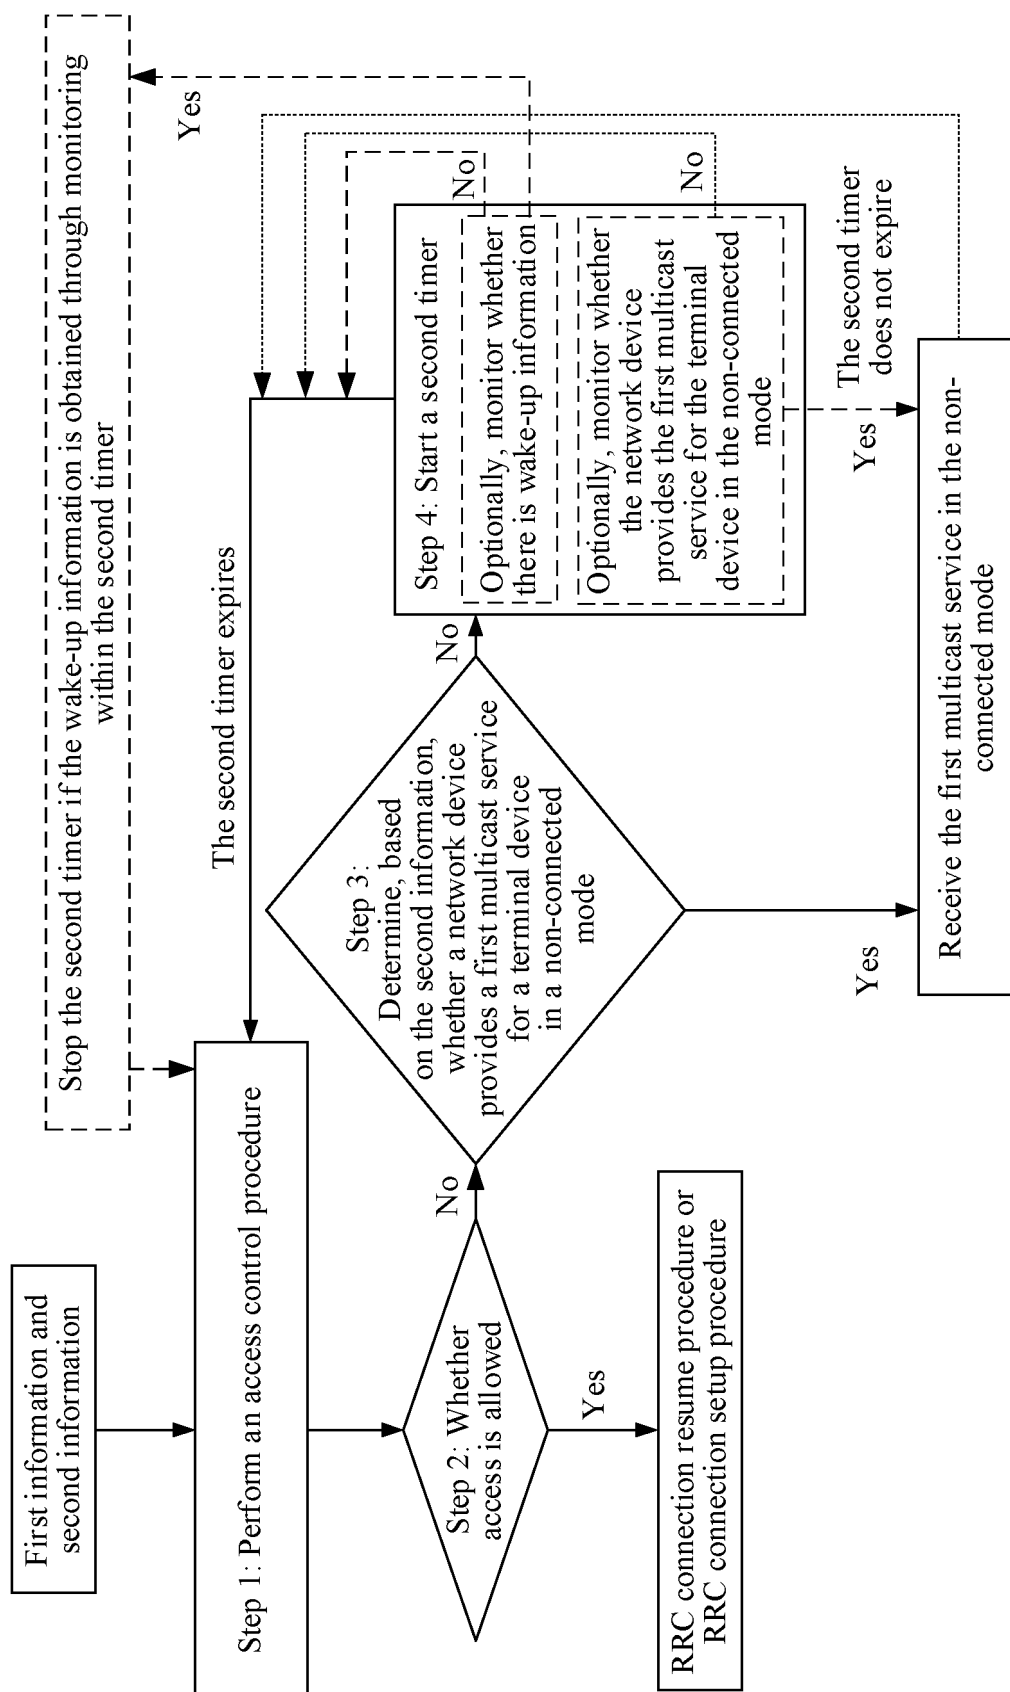 First information and
second information
Step 1: Perform an access control procedure
Step 2: Whether
access is allowed
Yes
RRC connection resume procedure or
RRC connection setup procedure
No
Step 3:
Determine, based
on the second information,
whether a network device
provides a first multicast service
for a terminal device
in a non-connected
mode
Yes
No
Step 4: Start a second timer
Optionally, monitor whether
there is wake-up information
Optionally, monitor whether
the network device
provides the first multicast
service for the terminal
device in the non-connected
mode
No
No
Yes
The second timer
does not expire
Yes
Receive the first multicast service in the non-
connected mode
The second timer expires
Stop the second timer if the wake-up information is obtained through monitoring
within the second timer